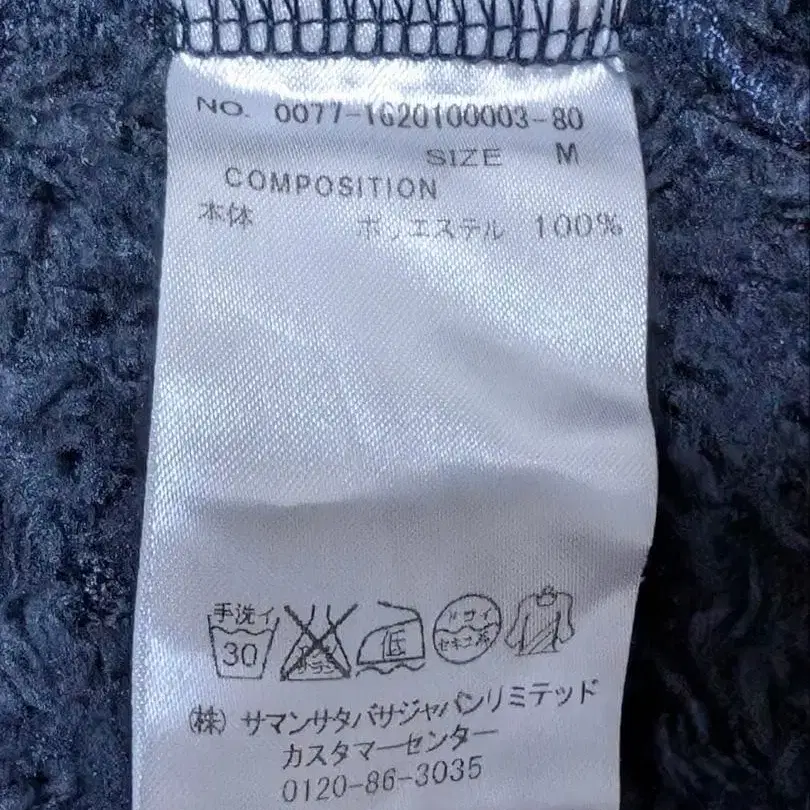 NO. 0077-1620100003-80
SIZE M
COMPOSITION
本体 ポリエステル 100%
手洗イ
30
低
ドライ
セキユ系
(株) サマンサタバサジャパンリミテッド
カスタマーセンター
0120-86-3035